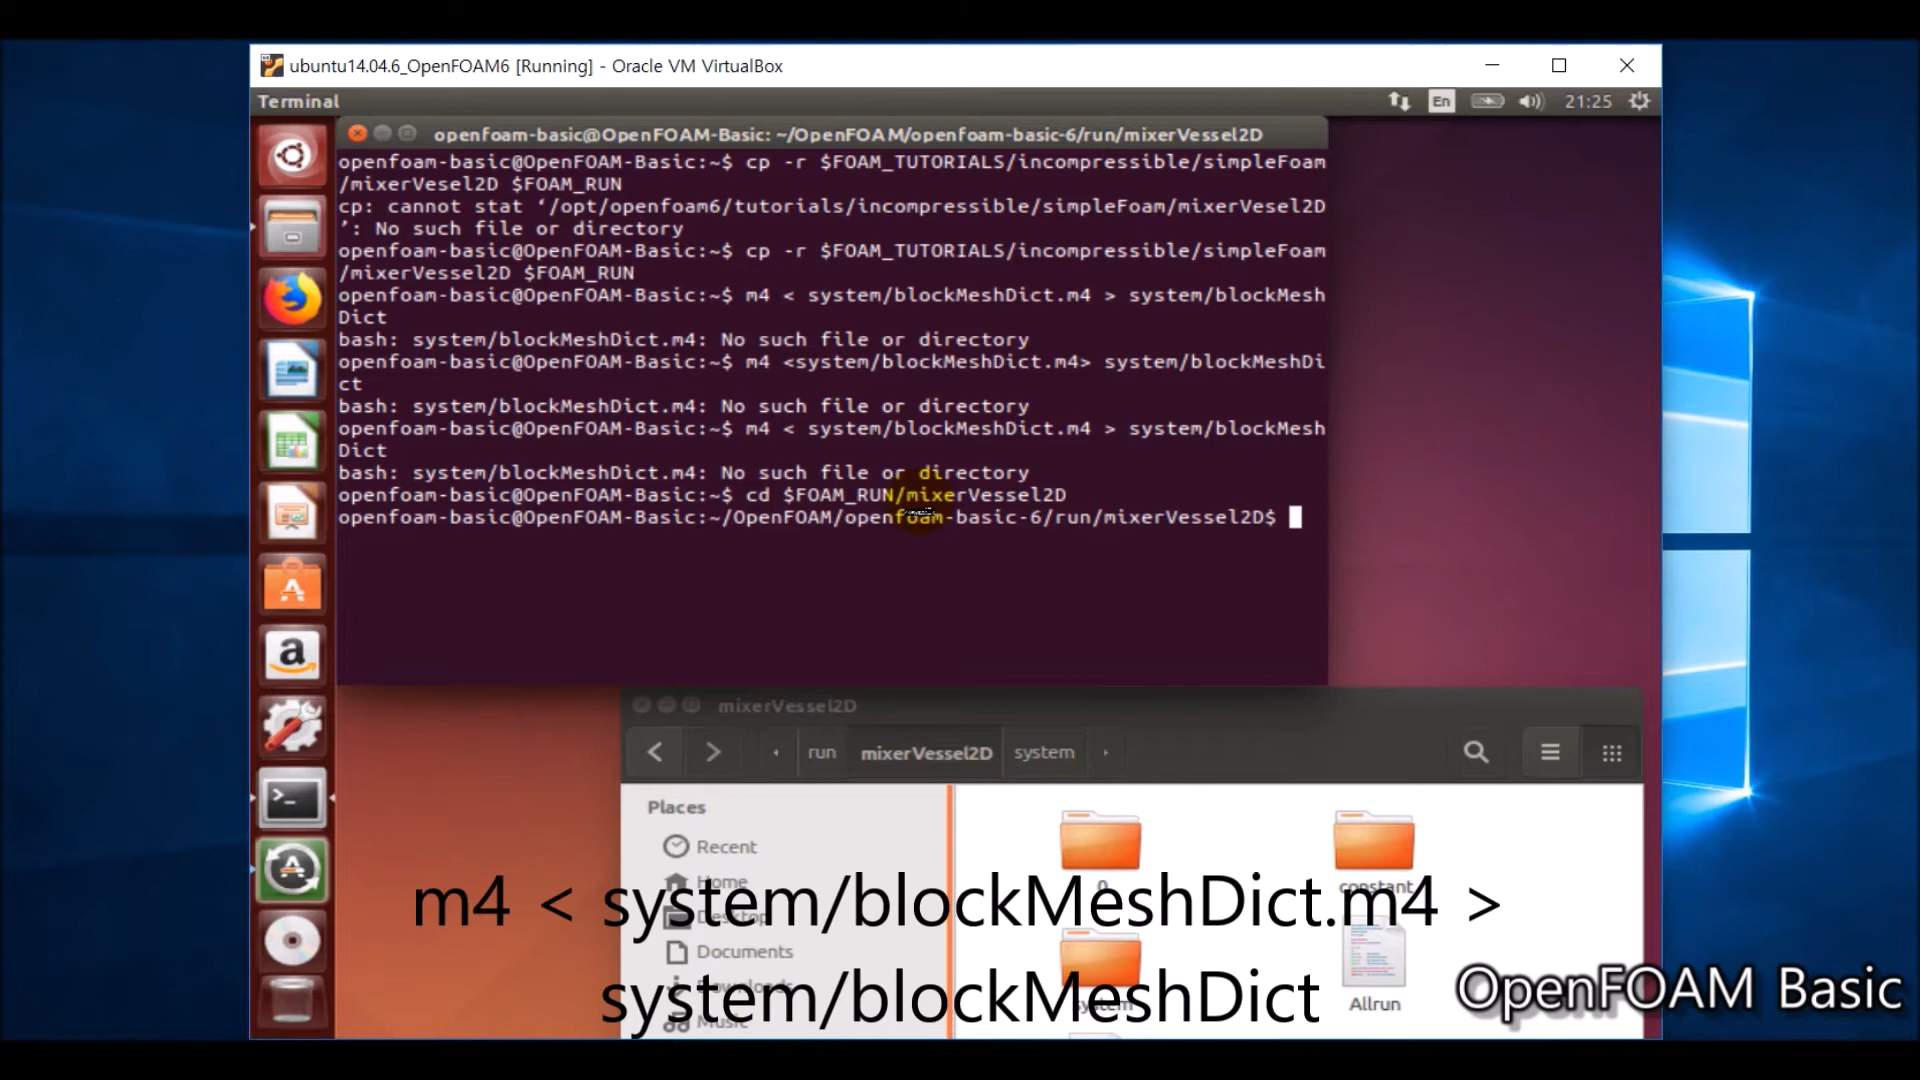 ubuntu14.04.6_OpenFOAM6 [Running] - Oracle VM VirtualBox
Terminal
En
21:25
openfoam-basic@OpenFOAM-Basic: ~/OpenFOAM/openfoam-basic-6/run/mixerVessel2D
openfoam-basic@OpenFOAM-Basic:~$ cp -r $FOAM_TUTORIALS/incompressible/simpleFoam
/mixerVesel2D $FOAM_RUN
cp: cannot stat ‘/opt/openfoam6/tutorials/incompressible/simpleFoam/mixerVesel2D
’: No such file or directory
openfoam-basic@OpenFOAM-Basic:~$ cp -r $FOAM_TUTORIALS/incompressible/simpleFoam
/mixerVessel2D $FOAM_RUN
openfoam-basic@OpenFOAM-Basic:~$ m4 < system/blockMeshDict.m4 > system/blockMesh
Dict
bash: system/blockMeshDict.m4: No such file or directory
openfoam-basic@OpenFOAM-Basic:~$ m4 <system/blockMeshDict.m4> system/blockMeshDi
ct
bash: system/blockMeshDict.m4: No such file or directory
openfoam-basic@OpenFOAM-Basic:~$ m4 < system/blockMeshDict.m4 > system/blockMesh
Dict
bash: system/blockMeshDict.m4: No such file or directory
openfoam-basic@OpenFOAM-Basic:~$ cd $FOAM_RUN/mixerVessel2D
openfoam-basic@OpenFOAM-Basic:~/OpenFOAM/openfoam-basic-6/run/mixerVessel2D$
mixerVessel2D
run
mixerVessel2D
system
Places
Recent
Home
Desktop
Documents
Downloads
Music
0
constant
system
Allrun
m4 < system/blockMeshDict.m4 >
system/blockMeshDict
OpenFOAM Basic